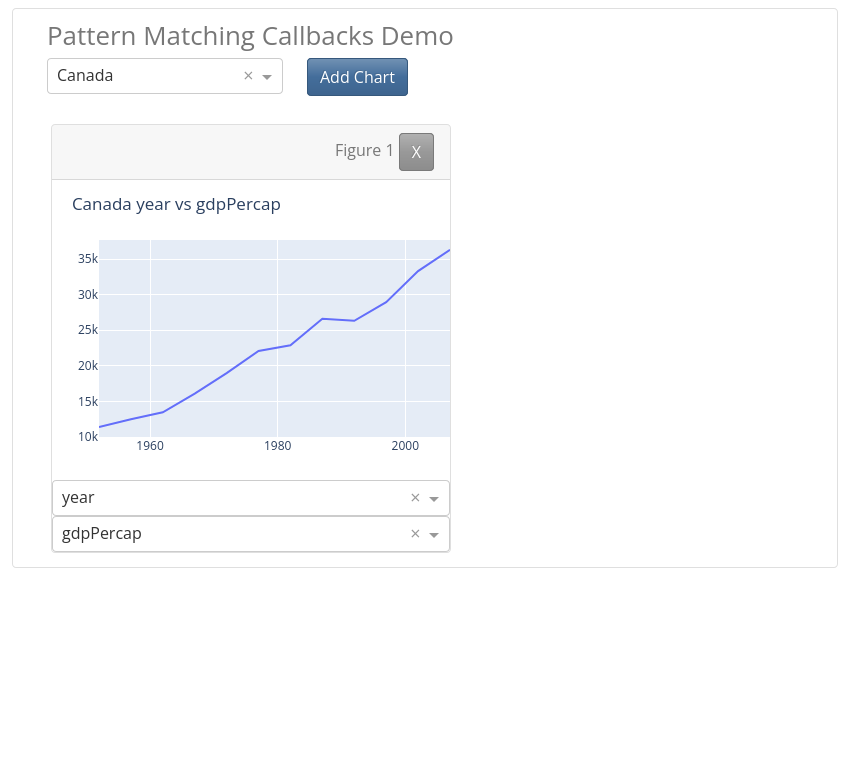 Pattern Matching Callbacks Demo
Canada × Add Chart
Figure 1 X
Canada year vs gdpPercap
35k
30k
25k
20k
15k
10k
1960 1980 2000
year ×
gdpPercap ×